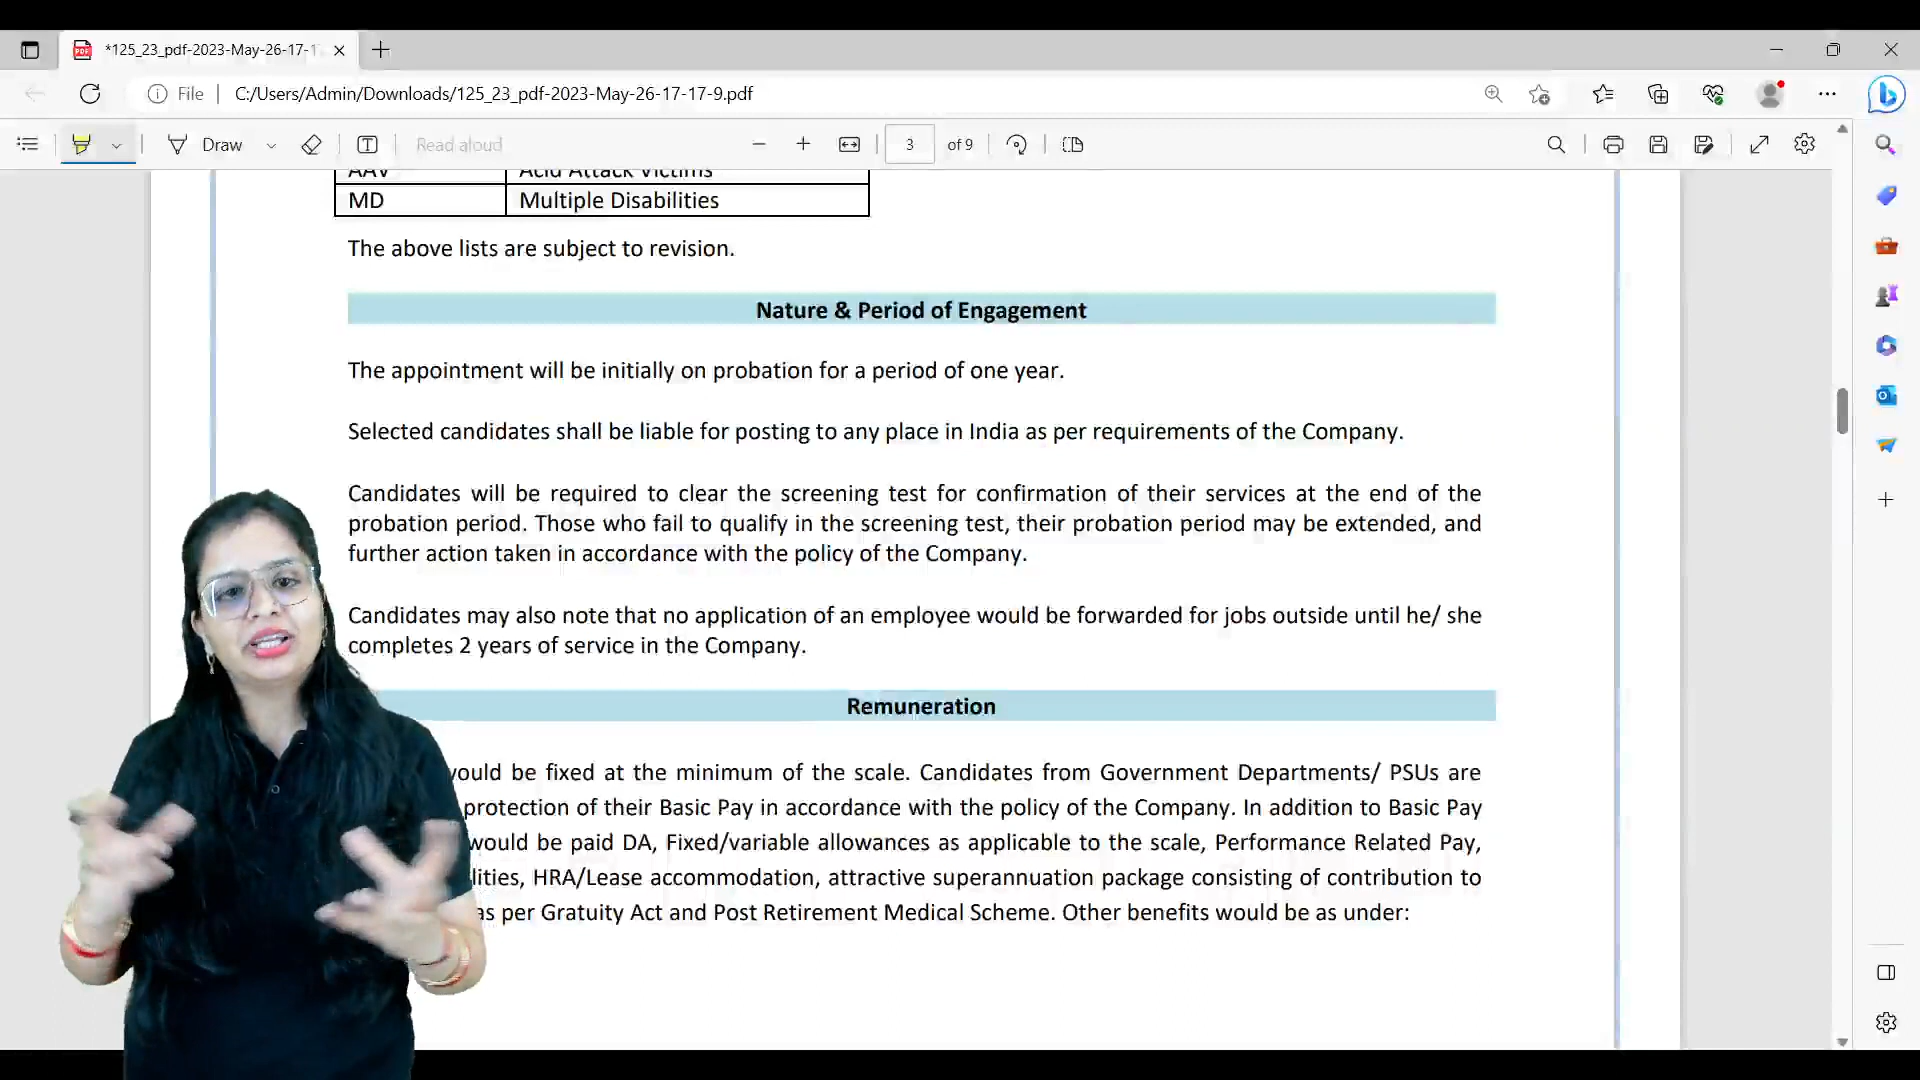 *125_23_pdf-2023-May-26-17-1
File
C:/Users/Admin/Downloads/125_23_pdf-2023-May-26-17-17-9.pdf
Draw
Read aloud
3
of 9
AAV Acid Attack Victims
MD Multiple Disabilities
The above lists are subject to revision.
Nature & Period of Engagement
The appointment will be initially on probation for a period of one year.
Selected candidates shall be liable for posting to any place in India as per requirements of the Company.
Candidates will be required to clear the screening test for confirmation of their services at the end of the
probation period. Those who fail to qualify in the screening test, their probation period may be extended, and
further action taken in accordance with the policy of the Company.
Candidates may also note that no application of an employee would be forwarded for jobs outside until he/ she
completes 2 years of service in the Company.
Remuneration
would be fixed at the minimum of the scale. Candidates from Government Departments/ PSUs are
protection of their Basic Pay in accordance with the policy of the Company. In addition to Basic Pay
would be paid DA, Fixed/variable allowances as applicable to the scale, Performance Related Pay,
HRA/Lease accommodation, attractive superannuation package consisting of contribution to
as per Gratuity Act and Post Retirement Medical Scheme. Other benefits would be as under: